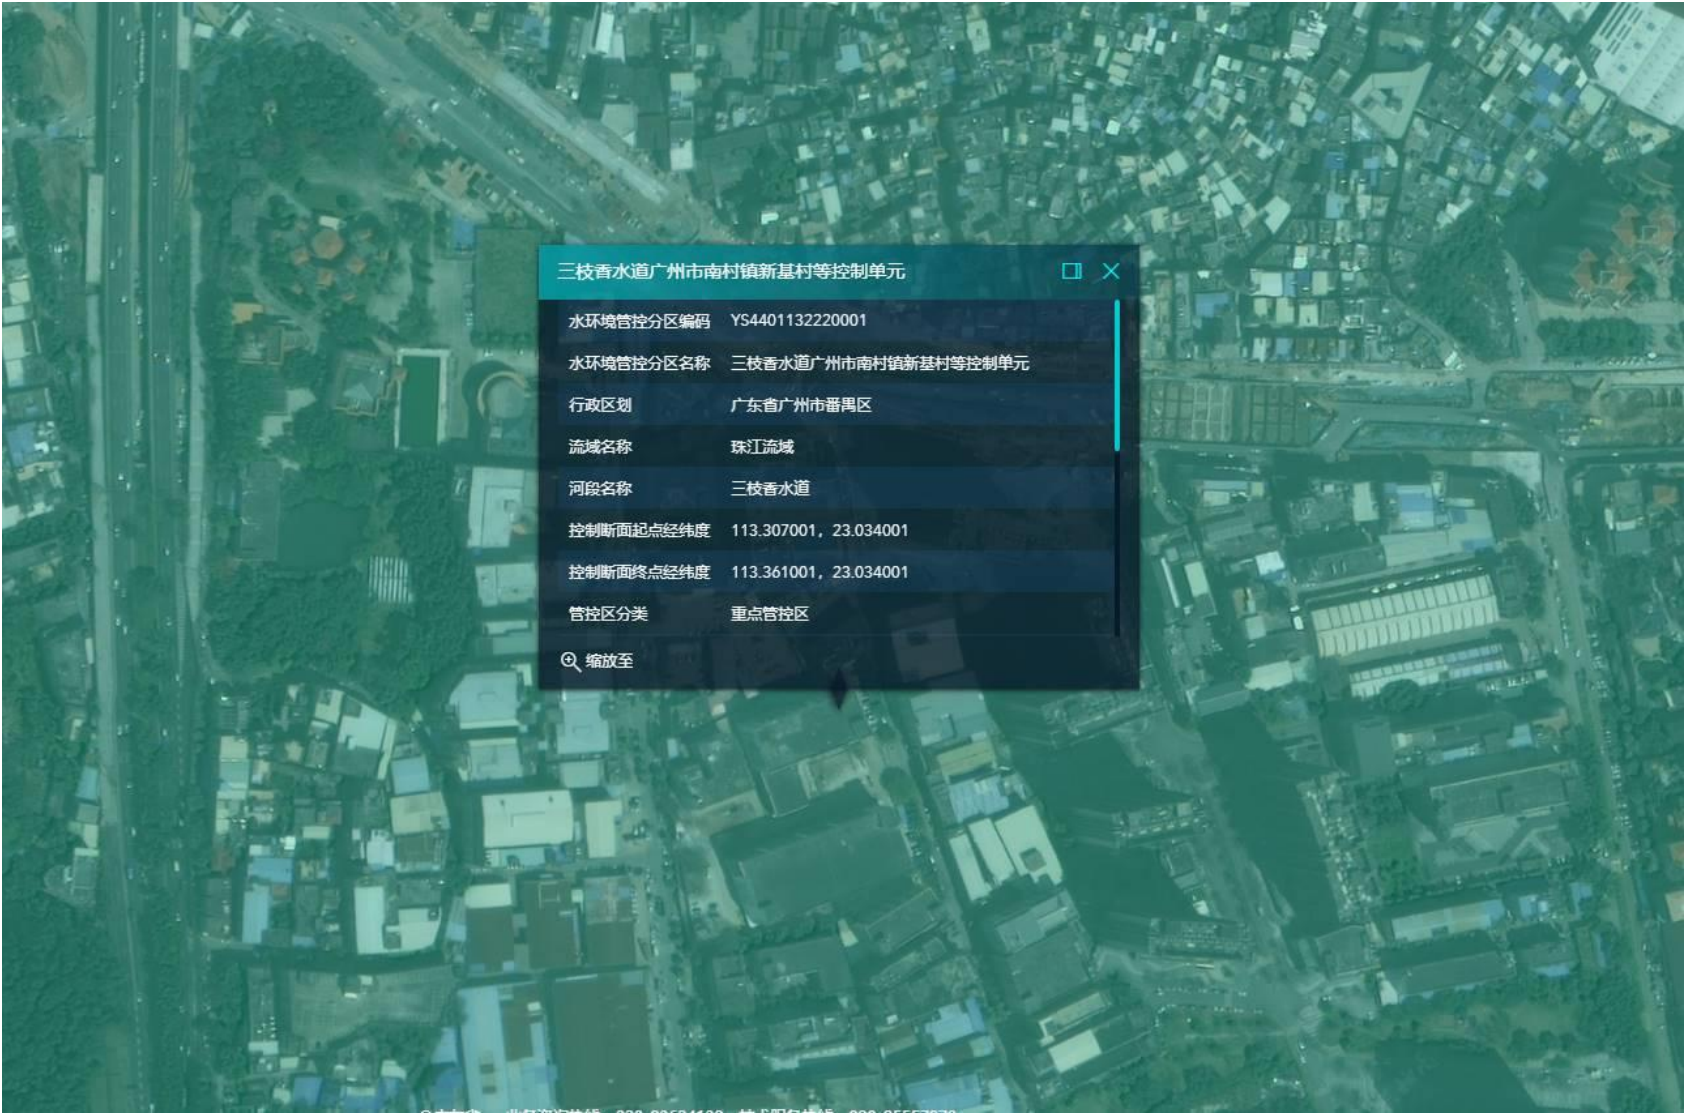 三枝香水道广州市南村镇新基村等控制单元
水环境管控分区编码 YS4401132220001
水环境管控分区名称 三枝香水道广州市南村镇新基村等控制单元
行政区划 广东省广州市番禺区
流域名称 珠江流域
河段名称 三枝香水道
控制断面起点经纬度 113.307001, 23.034001
控制断面终点经纬度 113.361001, 23.034001
管控区分类 重点管控区
缩放至